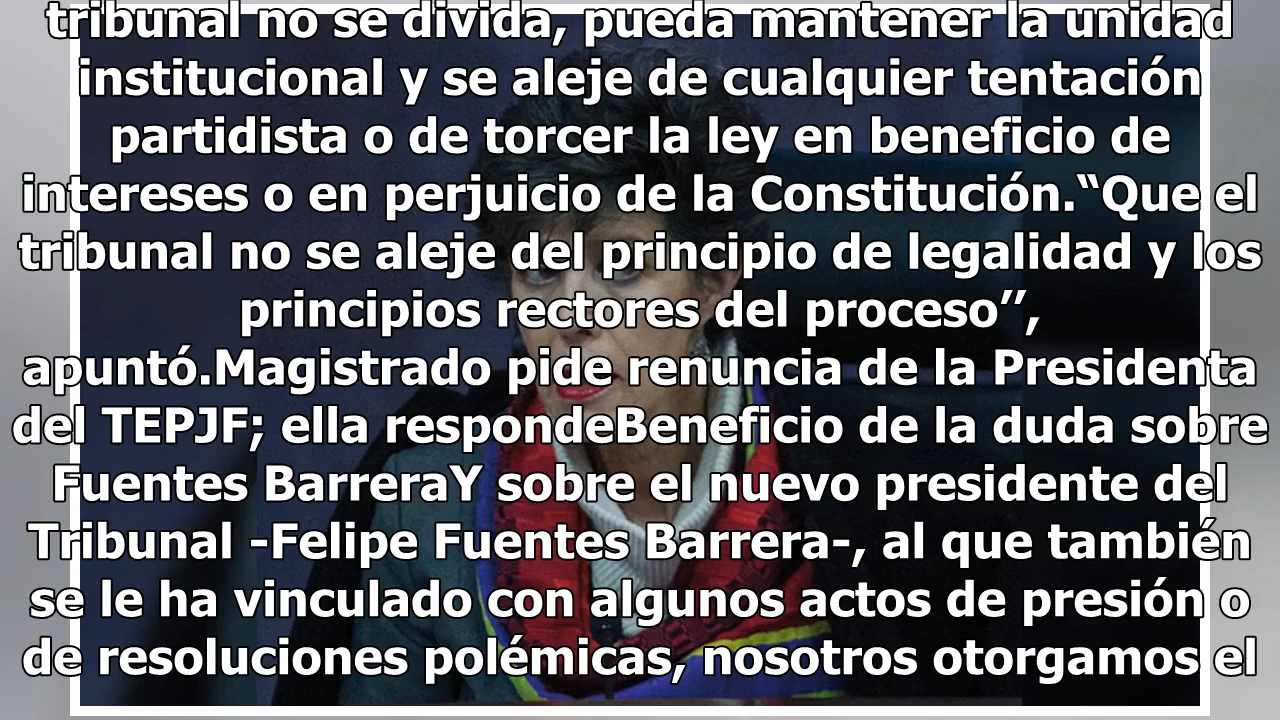 tribunal no se divida, pueda mantener la unidad
institucional y se aleje de cualquier tentación
partidista o de torcer la ley en beneficio de
intereses o en perjuicio de la Constitución.“Que el
tribunal no se aleje del principio de legalidad y los
principios rectores del proceso”,
apuntó.Magistrado pide renuncia de la Presidenta
del TEPJF; ella respondeBeneficio de la duda sobre
Fuentes BarreraY sobre el nuevo presidente del
Tribunal -Felipe Fuentes Barrera-, al que también
se le ha vinculado con algunos actos de presión o
de resoluciones polémicas, nosotros otorgamos el